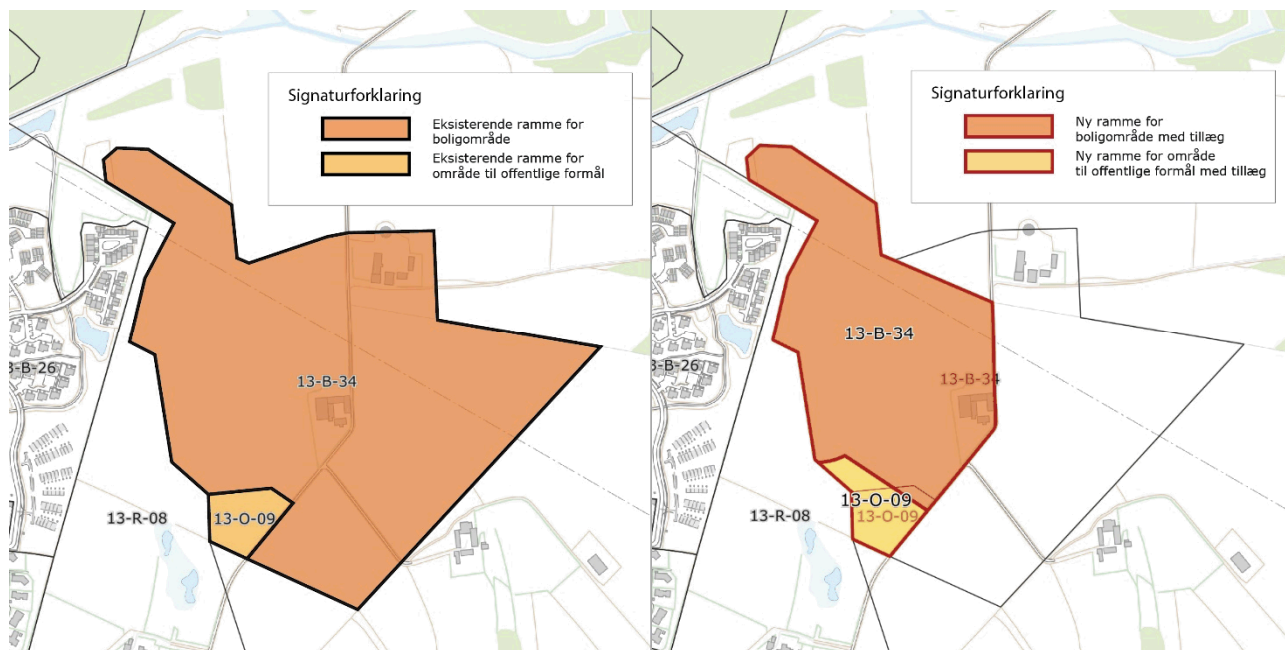 Signaturforklaring
Eksisterende ramme for
boligområde
Eksisterende ramme for
område til offentlige formål
3-B-26
13-B-34
13-O-09
13-R-08
Signaturforklaring
Ny ramme for
boligområde med tillæg
Ny ramme for område
til offentlige formål med tillæg
13-B-34
3-B-26
13-B-34
13-O-09
13-R-08
13-O-09